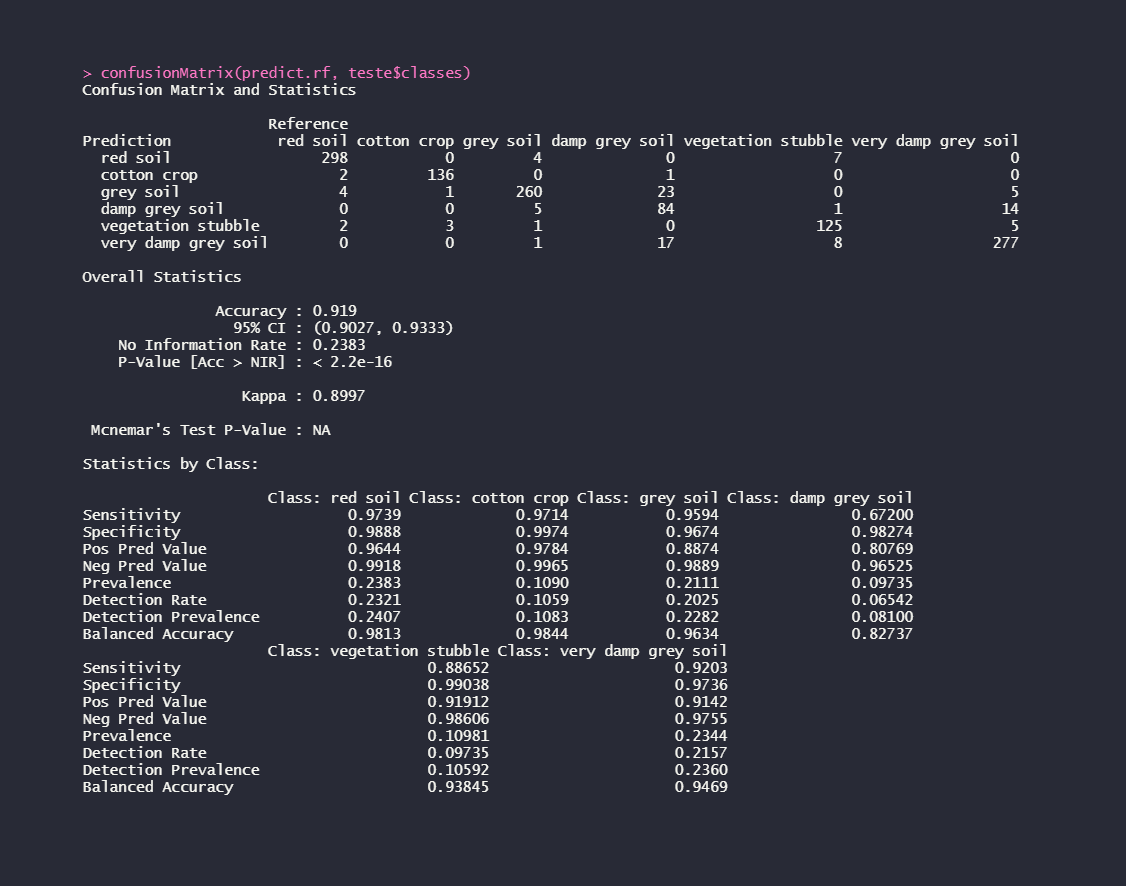 > confusionMatrix(predict.rf, teste$classes)
Confusion Matrix and Statistics
Reference
Prediction red soil cotton crop grey soil damp grey soil vegetation stubble very damp grey soil
red soil 298 0 4 0 7 0
cotton crop 2 136 0 1 0 0
grey soil 4 1 260 23 0 5
damp grey soil 0 0 5 84 1 14
vegetation stubble 2 3 1 0 125 5
very damp grey soil 0 0 1 17 8 277
Overall Statistics
Accuracy : 0.919
95% CI : (0.9027, 0.9333)
No Information Rate : 0.2383
P-Value [Acc > NIR] : < 2.2e-16
Kappa : 0.8997
Mcnemar's Test P-Value : NA
Statistics by Class:
Class: red soil Class: cotton crop Class: grey soil Class: damp grey soil
Sensitivity 0.9739 0.9714 0.9594 0.67200
Specificity 0.9888 0.9974 0.9674 0.98274
Pos Pred Value 0.9644 0.9784 0.8874 0.80769
Neg Pred Value 0.9918 0.9965 0.9889 0.96525
Prevalence 0.2383 0.1090 0.2111 0.09735
Detection Rate 0.2321 0.1059 0.2025 0.06542
Detection Prevalence 0.2407 0.1083 0.2282 0.08100
Balanced Accuracy 0.9813 0.9844 0.9634 0.82737
Class: vegetation stubble Class: very damp grey soil
Sensitivity 0.88652 0.9203
Specificity 0.99038 0.9736
Pos Pred Value 0.91912 0.9142
Neg Pred Value 0.98606 0.9755
Prevalence 0.10981 0.2344
Detection Rate 0.09735 0.2157
Detection Prevalence 0.10592 0.2360
Balanced Accuracy 0.93845 0.9469